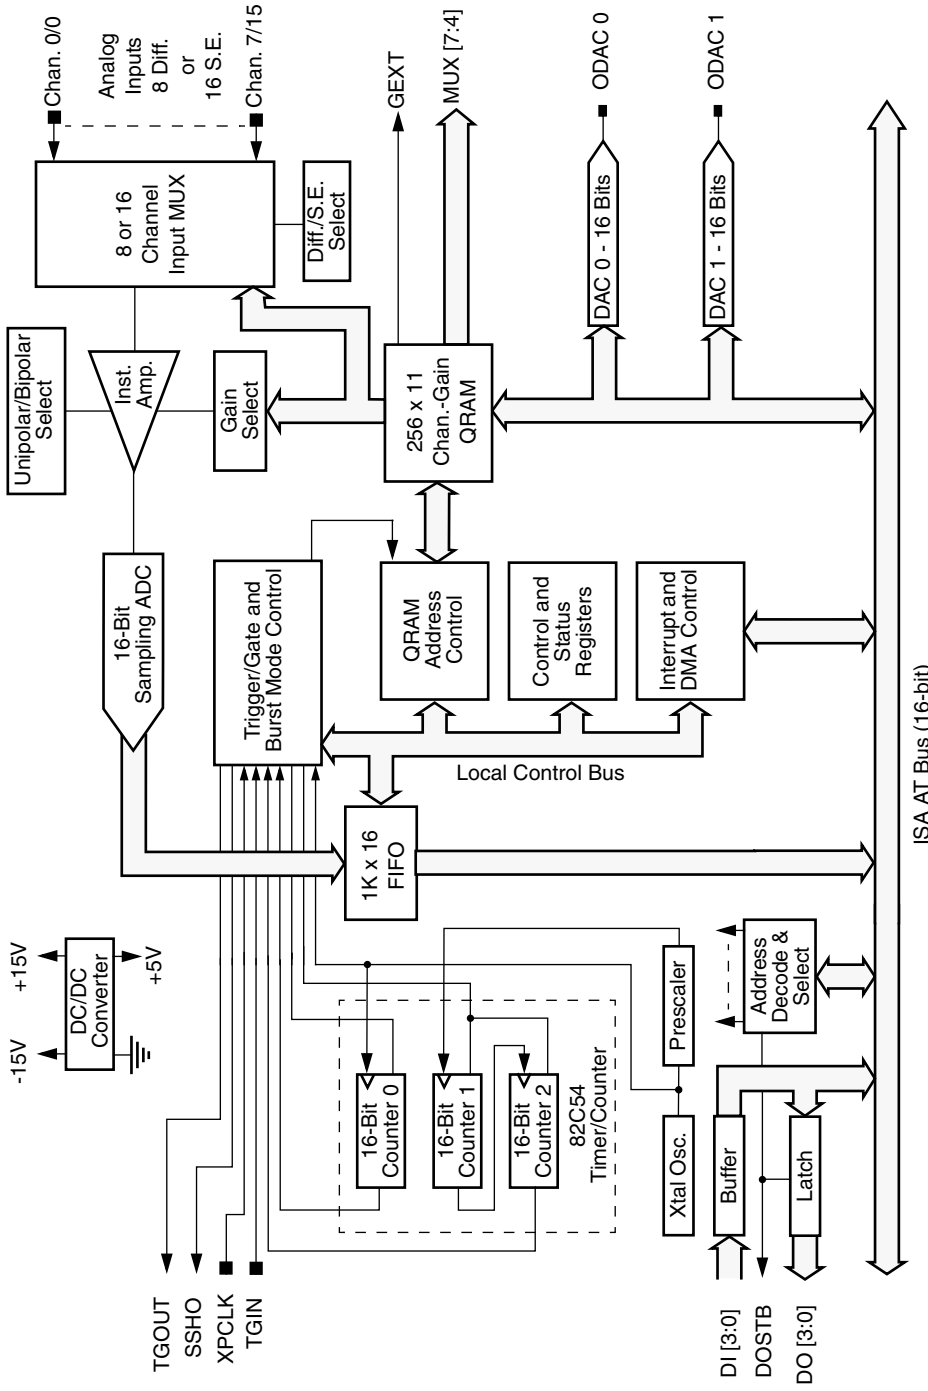 Chan. 0/0
Analog
Inputs
8 Diff.
or
16 S.E.
Chan. 7/15
8 or 16
Channel
Input MUX
Diff./S.E.
Select
GEXT
MUX [7:4]
ODAC 0
ODAC 1
DAC 0 - 16 Bits
DAC 1 - 16 Bits
Unipolar/Bipolar
Select
Inst.
Amp.
Gain
Select
256 x 11
Chan.-Gain
QRAM
16-Bit
Sampling ADC
Trigger/Gate and
Burst Mode Control
QRAM
Address
Control
Control and
Status
Registers
Interrupt and
DMA Control
Local Control Bus
ISA AT Bus (16-bit)
1K x 16
FIFO
-15V
+15V
DC/DC
Converter
+5V
16-Bit
Counter 0
16-Bit
Counter 1
16-Bit
Counter 2
82C54
Timer/Counter
Xtal Osc.
Prescaler
Address
Decode &
Select
Buffer
Latch
TGOUT
SSHO
XPCLK
TGIN
DI [3:0]
DOSTB
DO [3:0]